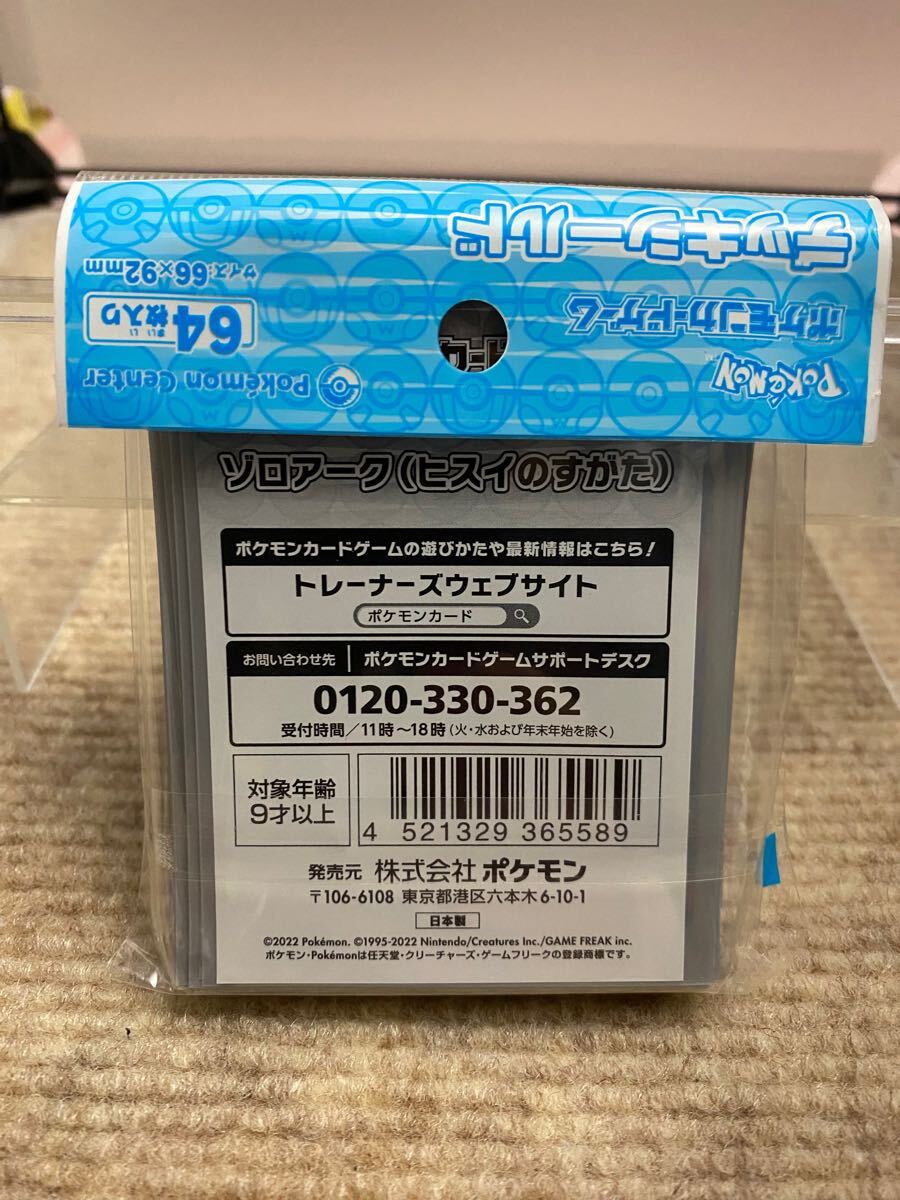 デッキシールド
ポケモンカードゲーム
POKÉMON™
サイズ:66×92mm
64枚入り
まい い
Pokémon Center
ゾロアーク(ヒスイのすがた)
ポケモンカードゲームの遊びかたや最新情報はこちら!
トレーナーズウェブサイト
ポケモンカード
お問い合わせ先 ポケモンカードゲームサポートデスク
0120-330-362
受付時間/11時~18時(火・水および年末年始を除く)
対象年齢
9才以上
4 521329 365589
発売元 株式会社 ポケモン
〒106-6108 東京都港区六本木6-10-1
日本製
©2022 Pokémon. ©1995-2022 Nintendo/Creatures Inc./GAME FREAK inc.
ポケモン・Pokémonは任天堂・クリーチャーズ・ゲームフリークの登録商標です。